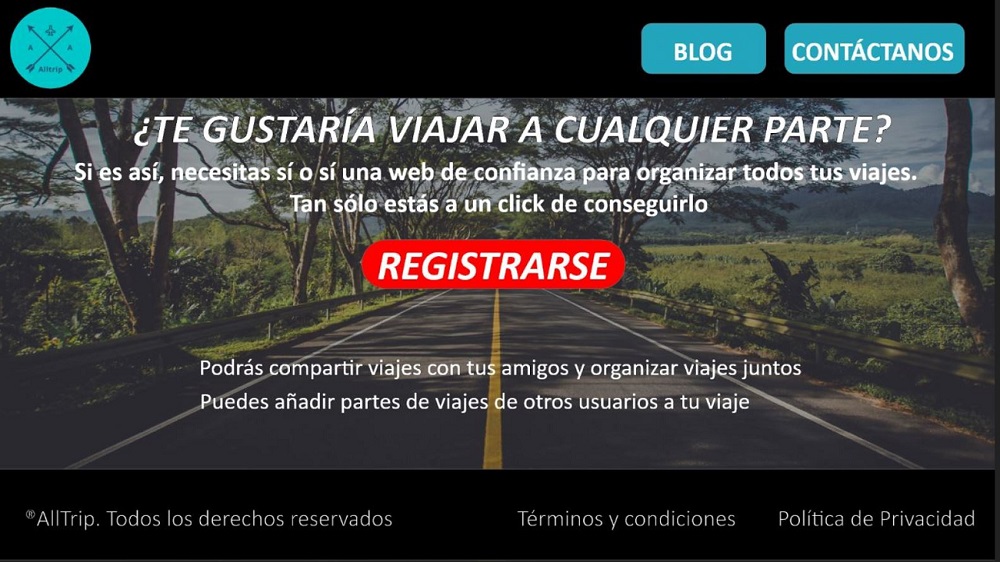 A
A
Alltrip
BLOG
CONTÁCTANOS
¿TE GUSTARÍA VIAJAR A CUALQUIER PARTE?
Si es así, necesitas sí o sí una web de confianza para organizar todos tus viajes.
Tan sólo estás a un click de conseguirlo
REGISTRARSE
Podrás compartir viajes con tus amigos y organizar viajes juntos
Puedes añadir partes de viajes de otros usuarios a tu viaje
®AllTrip. Todos los derechos reservados
Términos y condiciones
Política de Privacidad